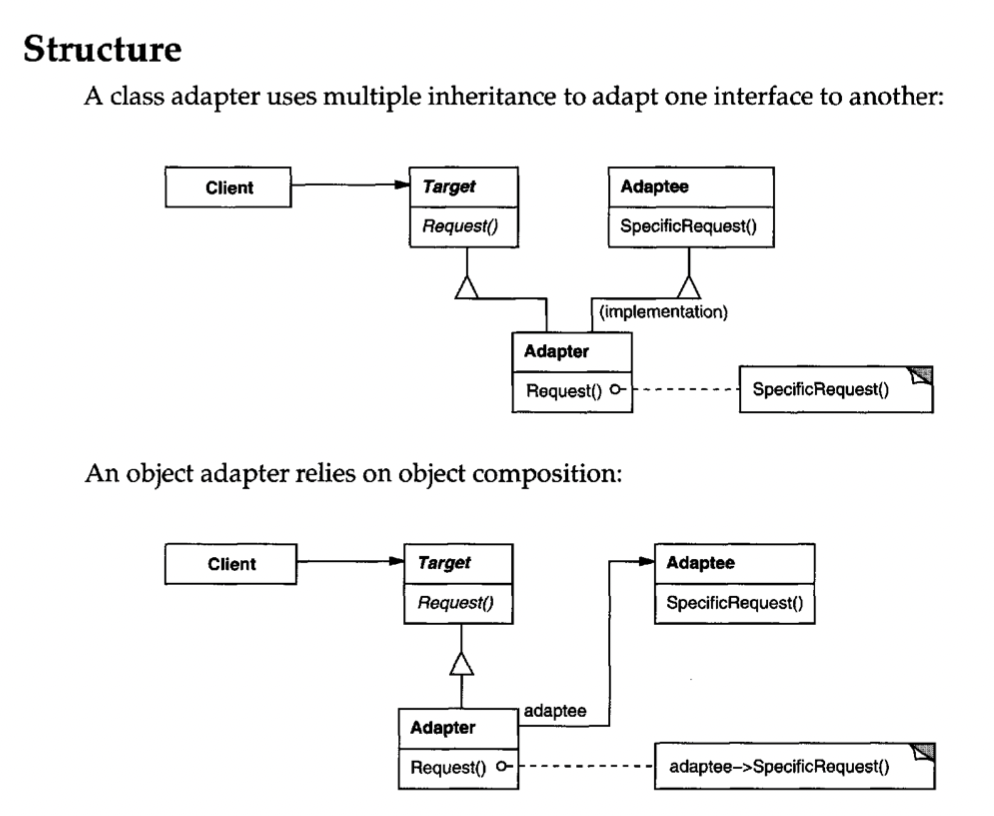 Structure
A class adapter uses multiple inheritance to adapt one interface to another:
Client
Target
Request()
Adaptee
SpecificRequest()
(implementation)
Adapter
Request()
SpecificRequest()
An object adapter relies on object composition:
Client
Target
Request()
Adaptee
SpecificRequest()
adaptee
Adapter
Request()
adaptee->SpecificRequest()